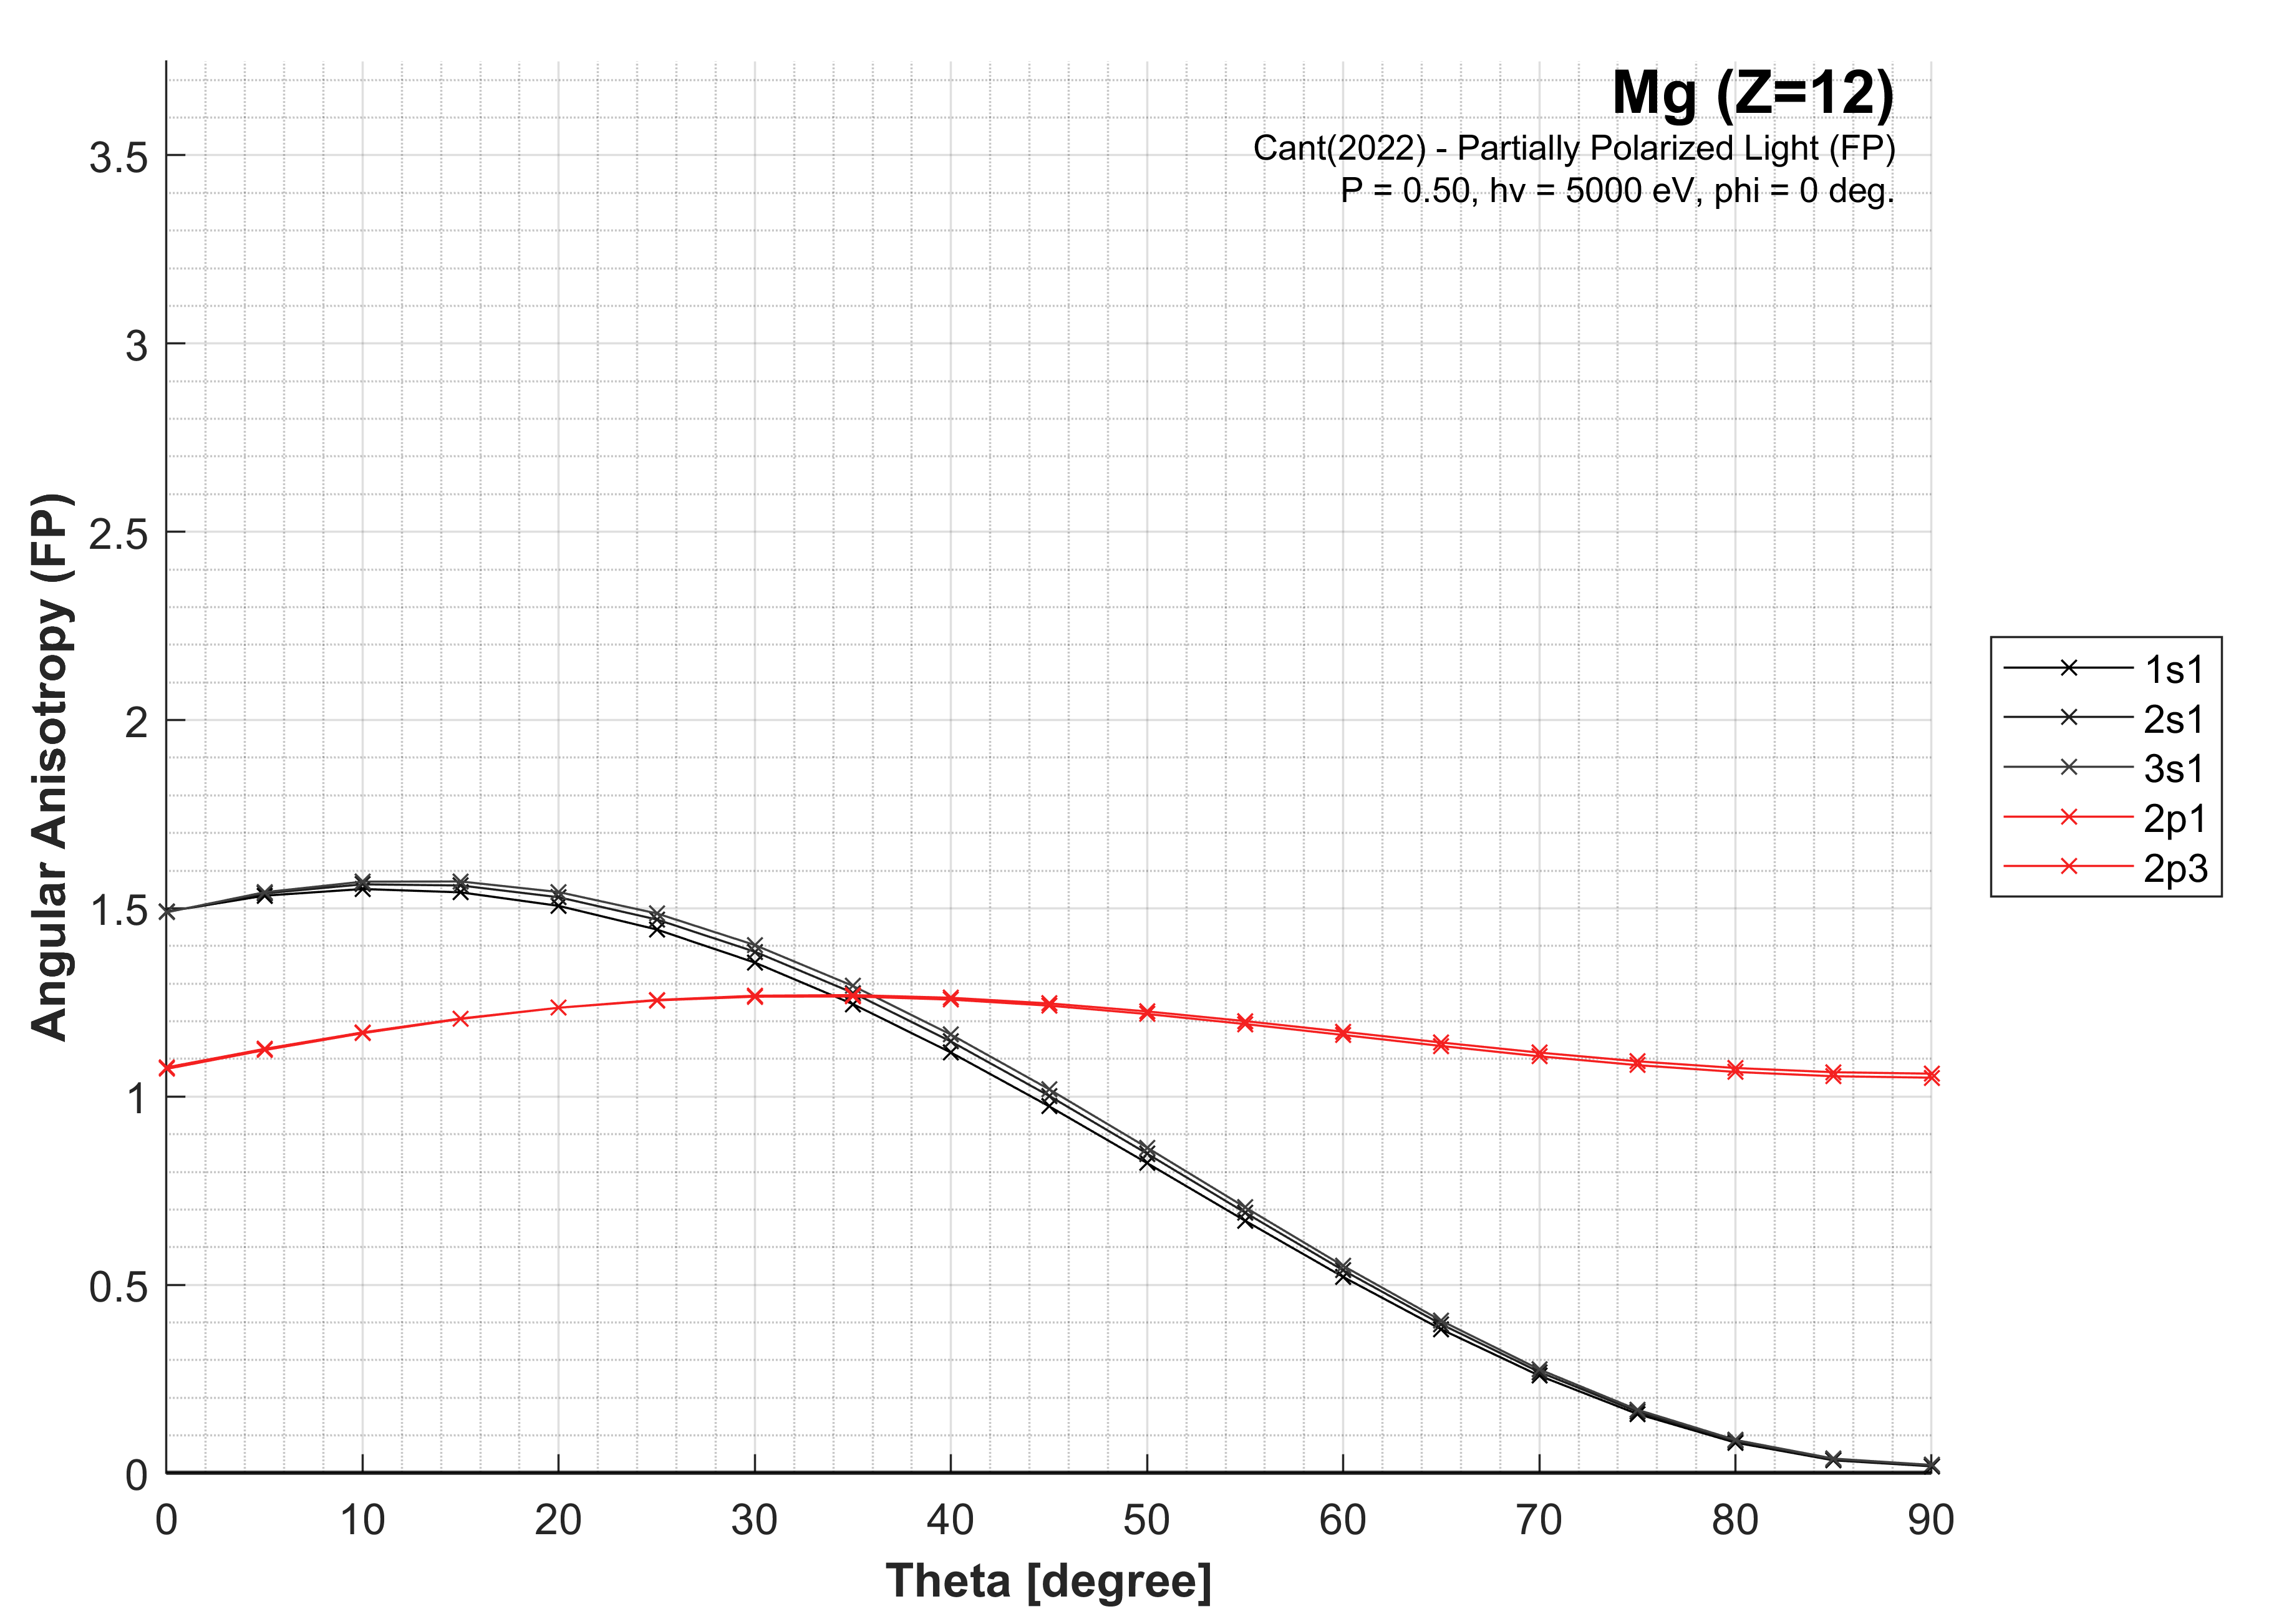 Mg (Z=12)
Cant(2022) - Partially Polarized Light (FP)
P = 0.50, hv = 5000 eV, phi = 0 deg.
3.5
3
2.5
2
1.5
1
0.5
0
Angular Anisotropy (FP)
0 10 20 30 40 50 60 70 80 90
Theta [degree]
1s1
2s1
3s1
2p1
2p3